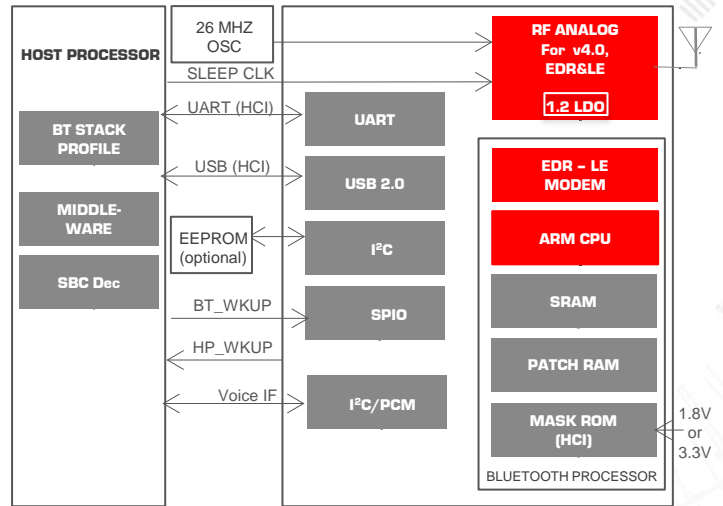 HOST PROCESSOR
BT STACK
PROFILE
MIDDLE-
WARE
SBC Dec
26 MHZ
OSC
SLEEP CLK
UART (HCI)
USB (HCI)
EEPROM
(optional)
BT_WKUP
HP_WKUP
Voice IF
UART
USB 2.0
I²C
SPIO
I²C/PCM
RF ANALOG
For v4.0,
EDR&LE
1.2 LDO
EDR – LE
MODEM
ARM CPU
SRAM
PATCH RAM
MASK ROM
(HCI)
BLUETOOTH PROCESSOR
1.8V
or
3.3V